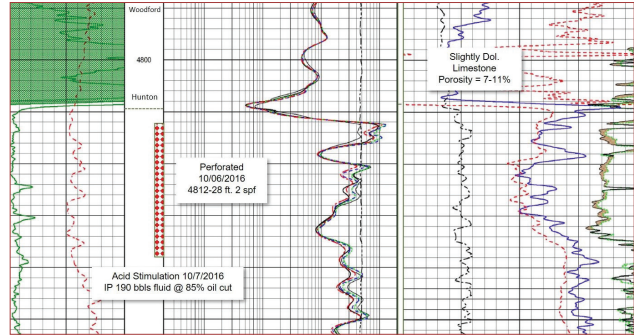 Woodford
4800
Hunton
Slightly Dol.
Limestone
Porosity = 7-11%
Perforated
10/06/2016
4812-28 ft. 2 spf
Acid Stimulation 10/7/2016
IP 190 bbls fluid @ 85% oil cut